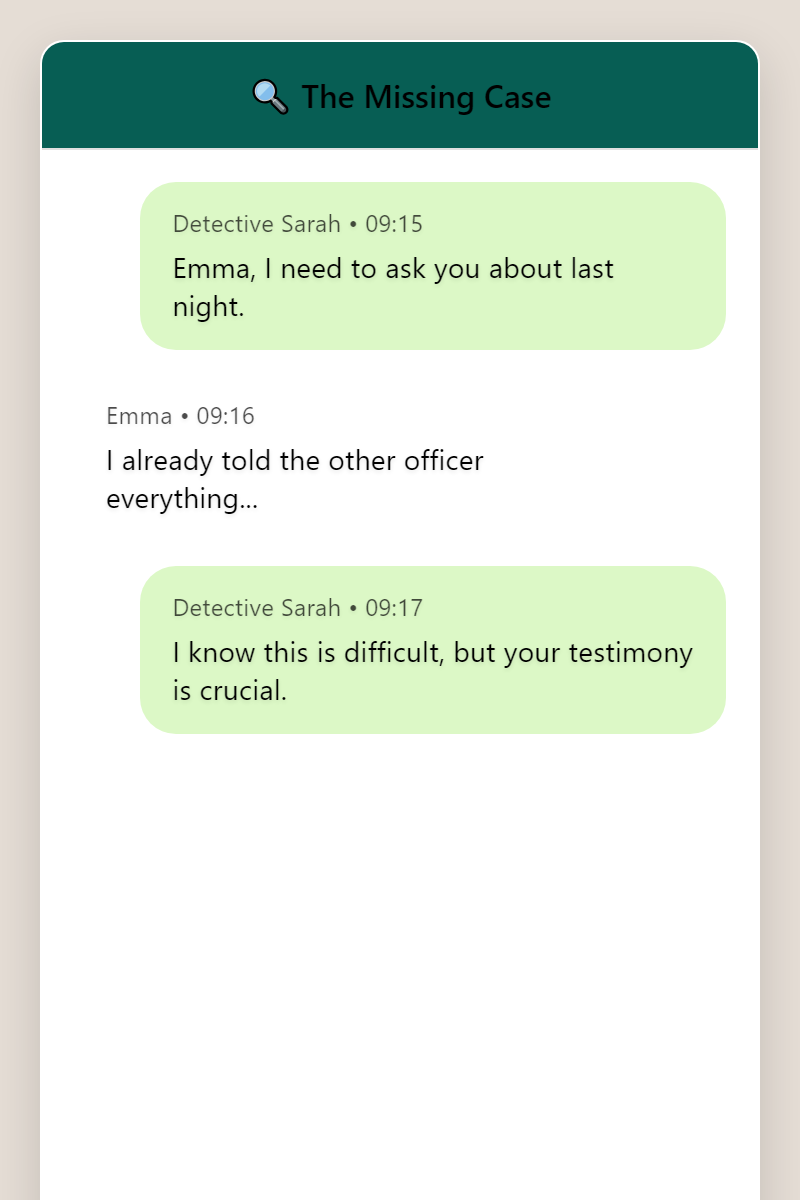 🔍 The Missing Case
Detective Sarah • 09:15
Emma, I need to ask you about last
night.
Emma • 09:16
I already told the other officer
everything...
Detective Sarah • 09:17
I know this is difficult, but your testimony
is crucial.